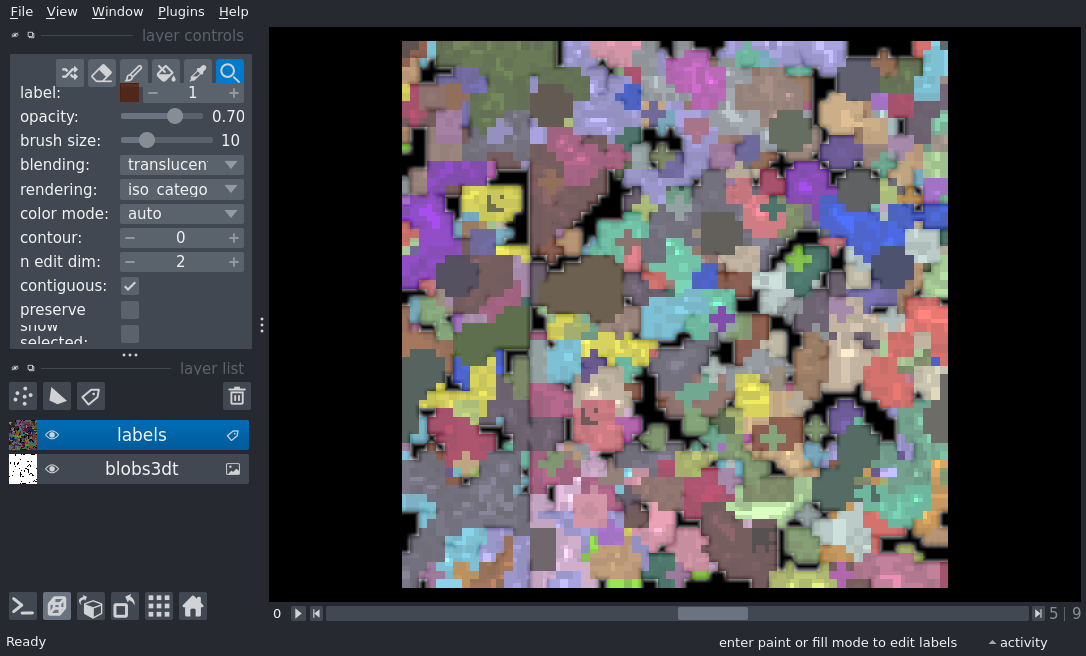 File View Window Plugins Help
layer controls
label: 1
opacity: 0.70
brush size: 10
blending: translucen
rendering: iso_catego
color mode: auto
contour: 0
n edit dim: 2
contiguous:
preserve
show
selected:
layer list
labels
blobs3dt
0 5 | 9
Ready enter paint or fill mode to edit labels activity